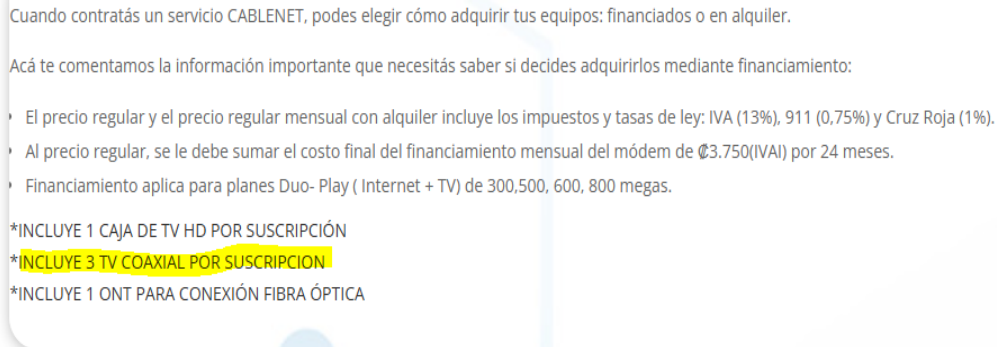 Cuando contratás un servicio CABLENET, podes elegir cómo adquirir tus equipos: financiados o en alquiler.
Acá te comentamos la información importante que necesitás saber si decides adquirirlos mediante financiamiento:
• El precio regular y el precio regular mensual con alquiler incluye los impuestos y tasas de ley: IVA (13%), 911 (0,75%) y Cruz Roja (1%).
• Al precio regular, se le debe sumar el costo final del financiamiento mensual del módem de ₡3.750(IVAI) por 24 meses.
• Financiamiento aplica para planes Duo- Play ( Internet + TV) de 300,500, 600, 800 megas.
*INCLUYE 1 CAJA DE TV HD POR SUSCRIPCIÓN
*INCLUYE 3 TV COAXIAL POR SUSCRIPCION
*INCLUYE 1 ONT PARA CONEXIÓN FIBRA ÓPTICA